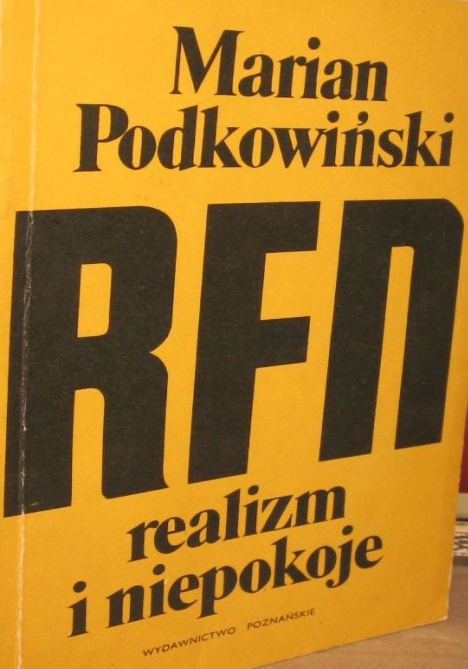 Marian
Podkowiński
RFN
realizm
i niepokoje
WYDAWNICTWO POZNAŃSKIE